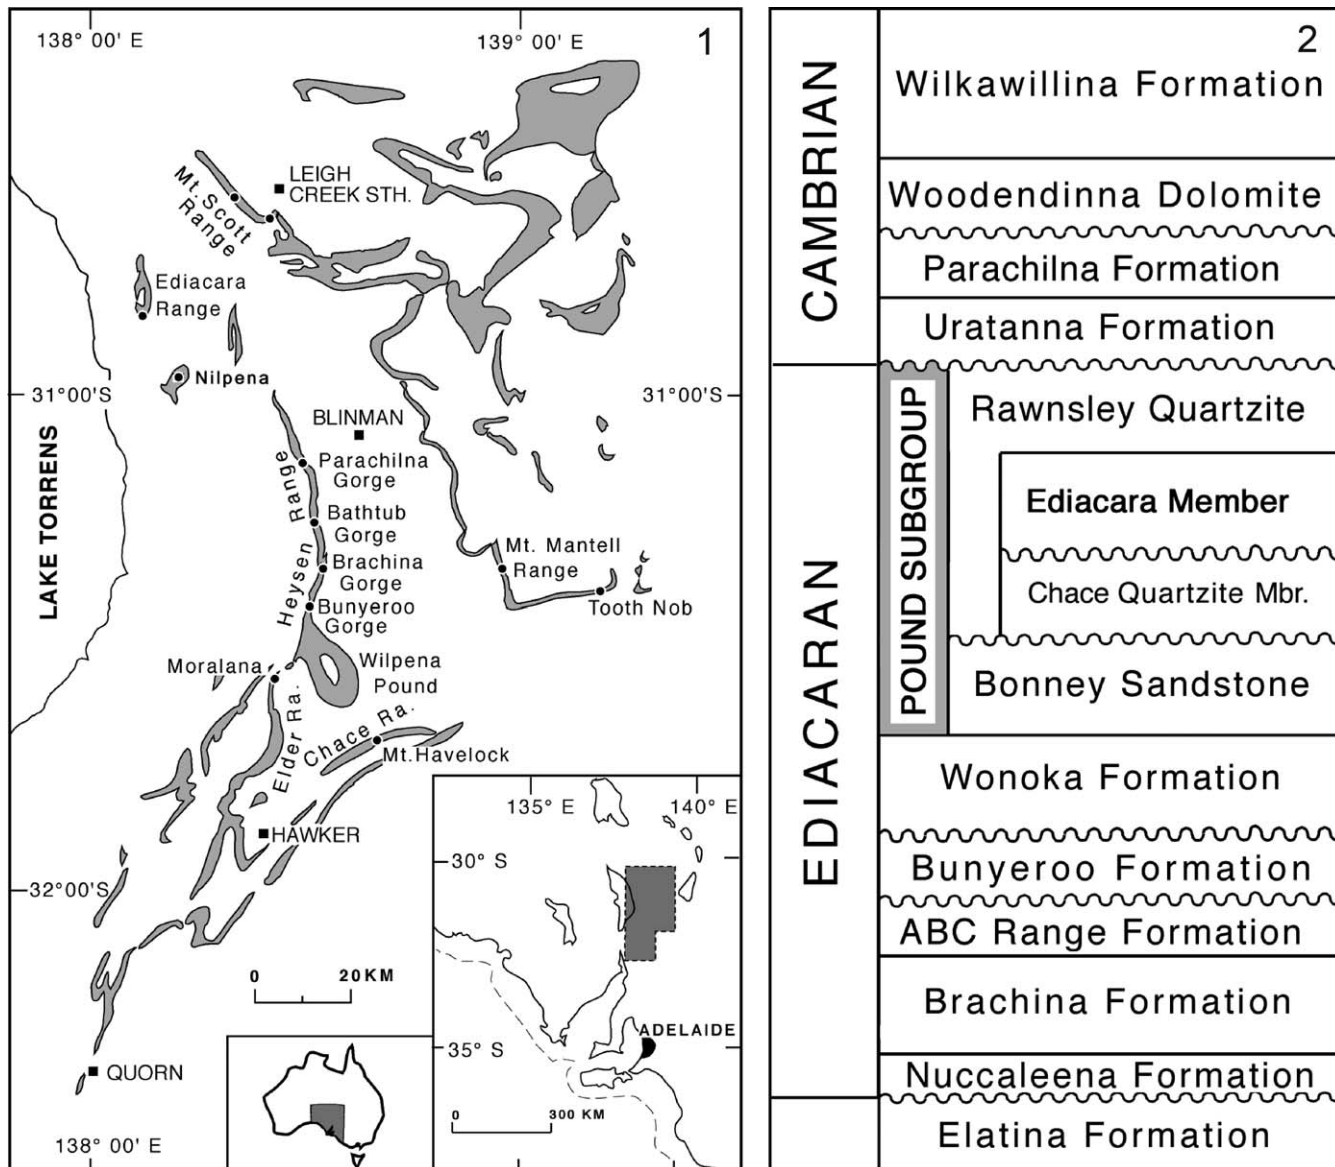 138° 00' E
139° 00' E
1
LEIGH
CREEK STH.
Mt. Scott
Range
Ediacara
Range
Nilpena
31° 00'S
31° 00'S
BLINMAN
LAKE TORRENS
Heysen Range
Parachilna
Gorge
Bathtub
Gorge
Brachina
Gorge
Bunyeroo
Gorge
Mt. Mantell
Range
Tooth Nob
Moralana
Wilpena
Pound
Elder Ra.
Chace Ra.
Mt.Havelock
HAWKER
32°00'S
0 20 KM
QUORN
138° 00' E
135° E
140° E
30° S
35° S
ADELAIDE
0 300 KM
2
CAMBRIAN
Wilkawillina Formation
Woodendinna Dolomite
Parachilna Formation
Uratanna Formation
EDIACARAN
POUND SUBGROUP
Rawnsley Quartzite
Ediacara Member
Chace Quartzite Mbr.
Bonney Sandstone
Wonoka Formation
Bunyeroo Formation
ABC Range Formation
Brachina Formation
Nuccaleena Formation
Elatina Formation